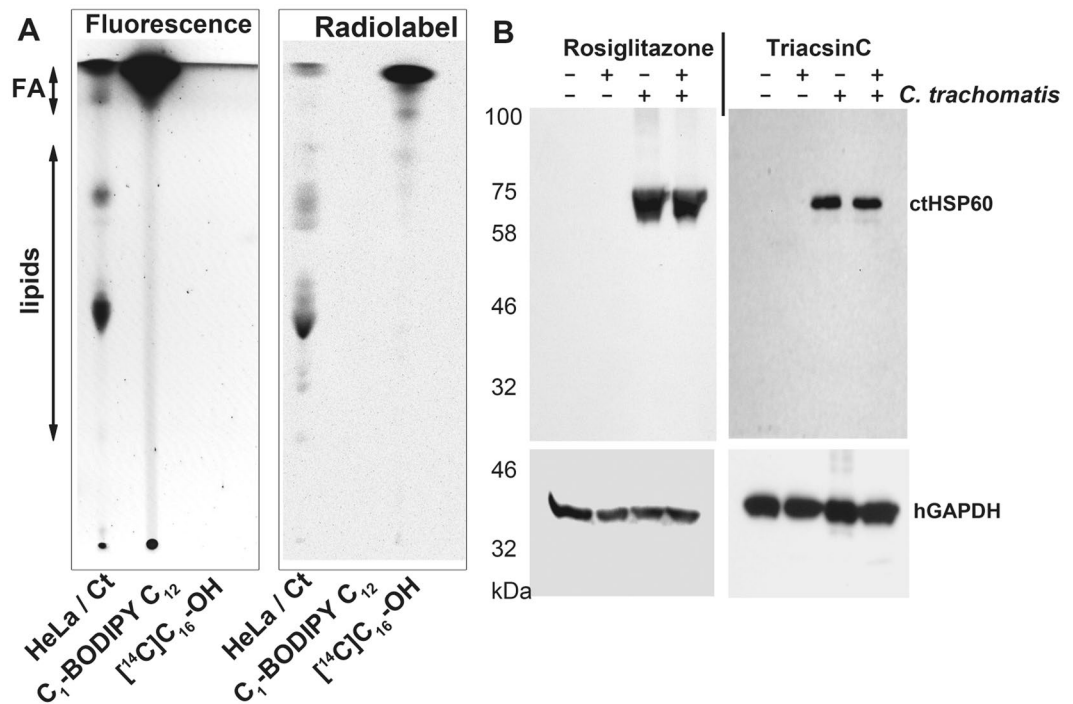 A
Fluorescence
Radiolabel
FA
lipids
HeLa / Ct
C1-BODIPY C12
[14C]C16-OH
HeLa / Ct
C1-BODIPY C12
[14C]C16-OH
B
Rosiglitazone
TriacsinC
– + – + – + – +
– – + + – – + + C. trachomatis
100
75
58
46
32
ctHSP60
46
32
kDa
hGAPDH